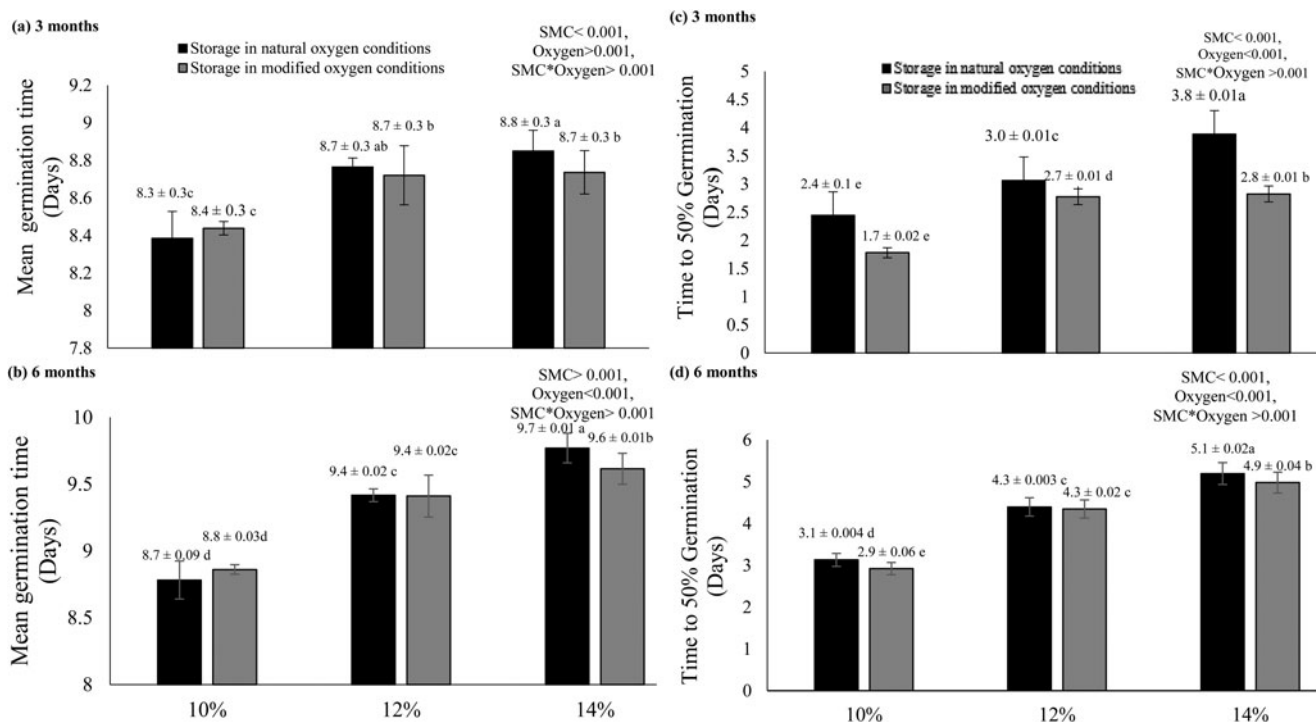 (a) 3 months
SMC< 0.001,
Oxygen>0.001,
SMC*Oxygen> 0.001
Storage in natural oxygen conditions
Storage in modified oxygen conditions
Mean germination time
(Days)
9.2
9
8.8
8.6
8.4
8.2
8
7.8
8.3 ± 0.3c
8.4 ± 0.3 c
8.7 ± 0.3 ab
8.7 ± 0.3 b
8.8 ± 0.3 a
8.7 ± 0.3 b
(c) 3 months
SMC< 0.001,
Oxygen<0.001,
SMC*Oxygen >0.001
Storage in natural oxygen conditions
Storage in modified oxygen conditions
Time to 50% Germination
(Days)
5
4.5
4
3.5
3
2.5
2
1.5
1
0.5
0
2.4 ± 0.1 e
1.7 ± 0.02 e
3.0 ± 0.01c
2.7 ± 0.01 d
3.8 ± 0.01a
2.8 ± 0.01 b
(b) 6 months
SMC> 0.001,
Oxygen<0.001,
SMC*Oxygen> 0.001
Mean germination time
(Days)
10
9.5
9
8.5
8
8.7 ± 0.09 d
8.8 ± 0.03d
9.4 ± 0.02 c
9.4 ± 0.02c
9.7 ± 0.01 a
9.6 ± 0.01b
10%
12%
14%
(d) 6 months
SMC< 0.001,
Oxygen<0.001,
SMC*Oxygen >0.001
Time to 50% Germination
(Days)
6
5
4
3
2
1
0
3.1 ± 0.004 d
2.9 ± 0.06 e
4.3 ± 0.003 c
4.3 ± 0.02 c
5.1 ± 0.02a
4.9 ± 0.04 b
10%
12%
14%